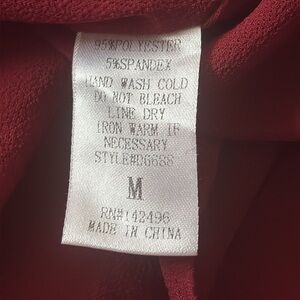 95%POLYESTER
5%SPANDEX
HAND WASH COLD
DO NOT BLEACH
LINE DRY
IRON WARM IF
NECESSARY
STYLE#D6688
M
RN#142496
MADE IN CHINA